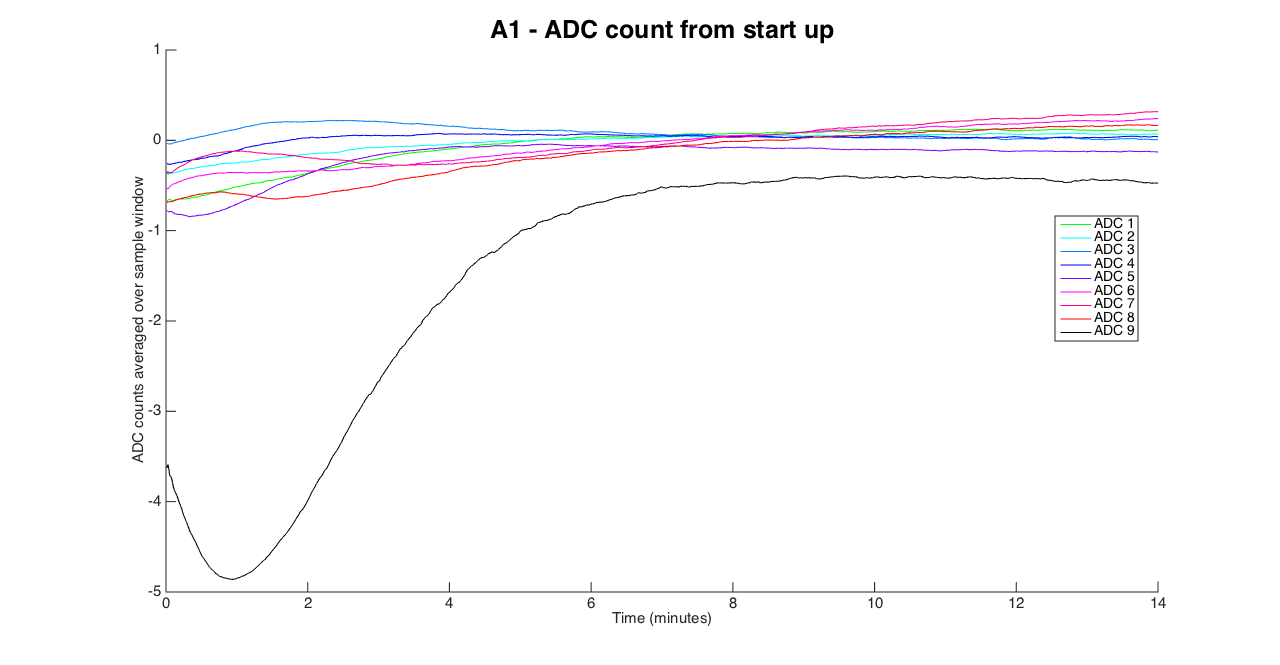 A1 - ADC count from start up
ADC counts averaged over sample window
1
0
-1
-2
-3
-4
-5
0 2 4 6 8 10 12 14
Time (minutes)
ADC 1
ADC 2
ADC 3
ADC 4
ADC 5
ADC 6
ADC 7
ADC 8
ADC 9